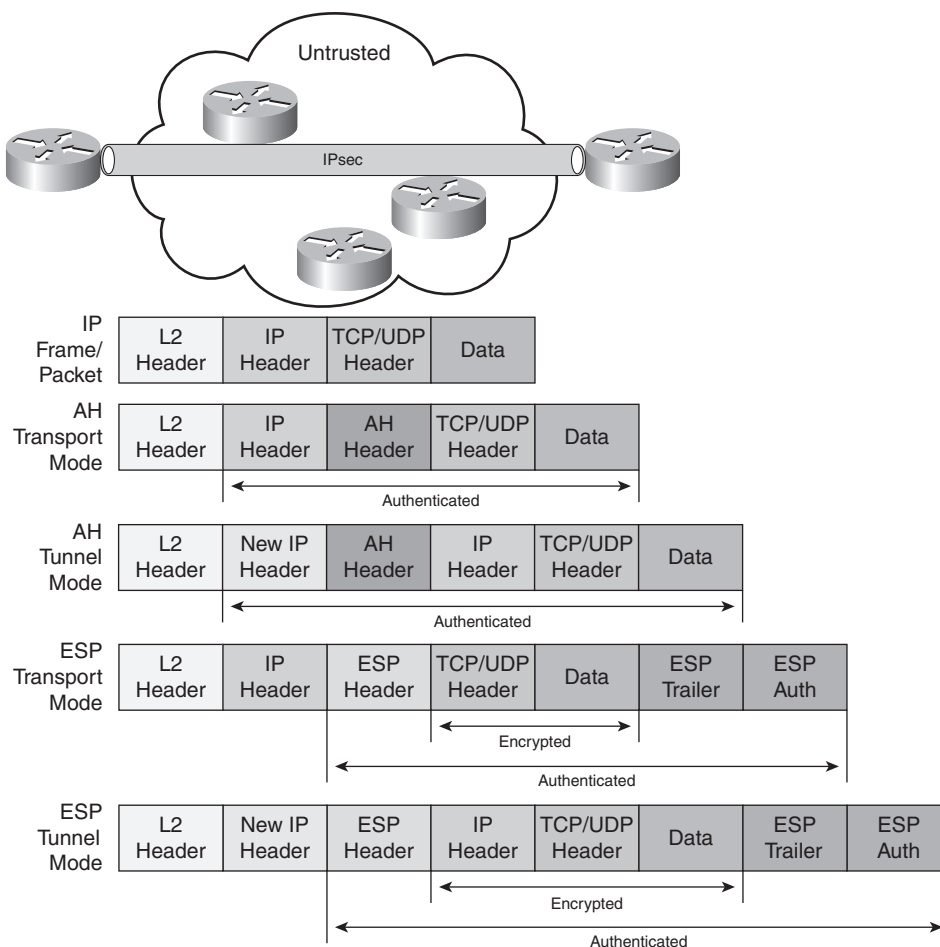 Untrusted
IPsec
IP
Frame/
Packet
L2
Header
IP
Header
TCP/UDP
Header
Data
AH
Transport
Mode
L2
Header
IP
Header
AH
Header
TCP/UDP
Header
Data
Authenticated
AH
Tunnel
Mode
L2
Header
New IP
Header
AH
Header
IP
Header
TCP/UDP
Header
Data
Authenticated
ESP
Transport
Mode
L2
Header
IP
Header
ESP
Header
TCP/UDP
Header
Data
ESP
Trailer
ESP
Auth
Encrypted
Authenticated
ESP
Tunnel
Mode
L2
Header
New IP
Header
ESP
Header
IP
Header
TCP/UDP
Header
Data
ESP
Trailer
ESP
Auth
Encrypted
Authenticated